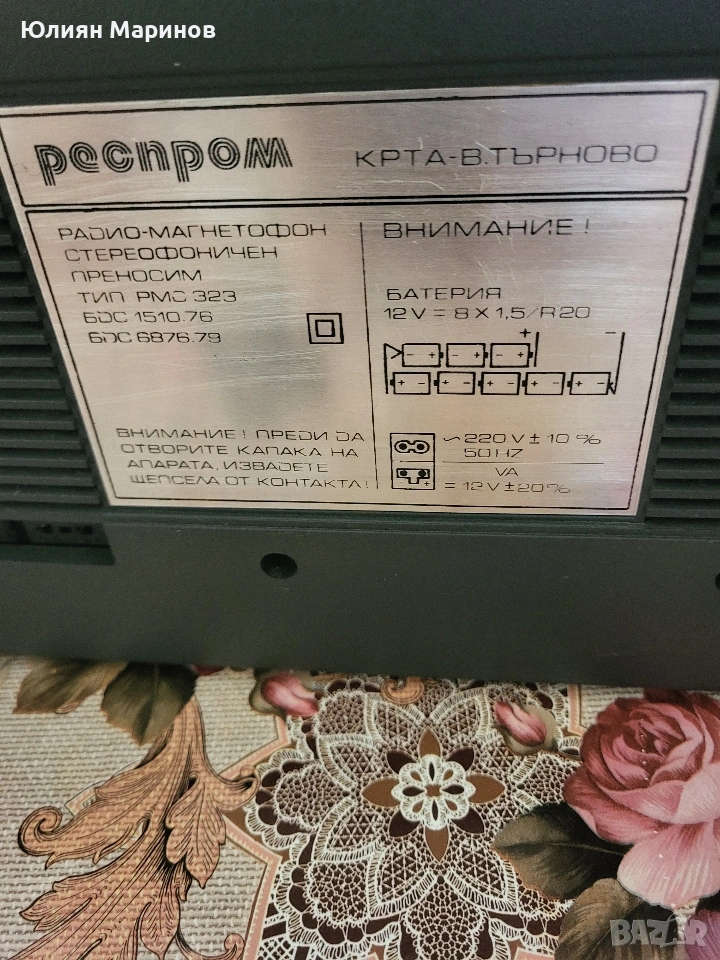 Юлиян Маринов
респром
КРТА-В.ТЪРНОВО
РАДИО-МАГНЕТОФОН
СТЕРЕОФОНИЧЕН
ПРЕНОСИМ
ТИП РМС 323
БДС 1510.76
БДС 6876.79
ВНИМАНИЕ! ПРЕДИ ДА
ОТВОРИТЕ КАПАКА НА
АПАРАТА, ИЗВАДЕТЕ
ЩЕПСЕЛА ОТ КОНТАКТА!
ВНИМАНИЕ!
БАТЕРИЯ
12V = 8 X 1,5/R20
+ −
− + − + − +
+ − + − + − + − + −
~ 220 V ± 10 %
50 HZ
VA
+ = 12V ± 20%
BAZAR